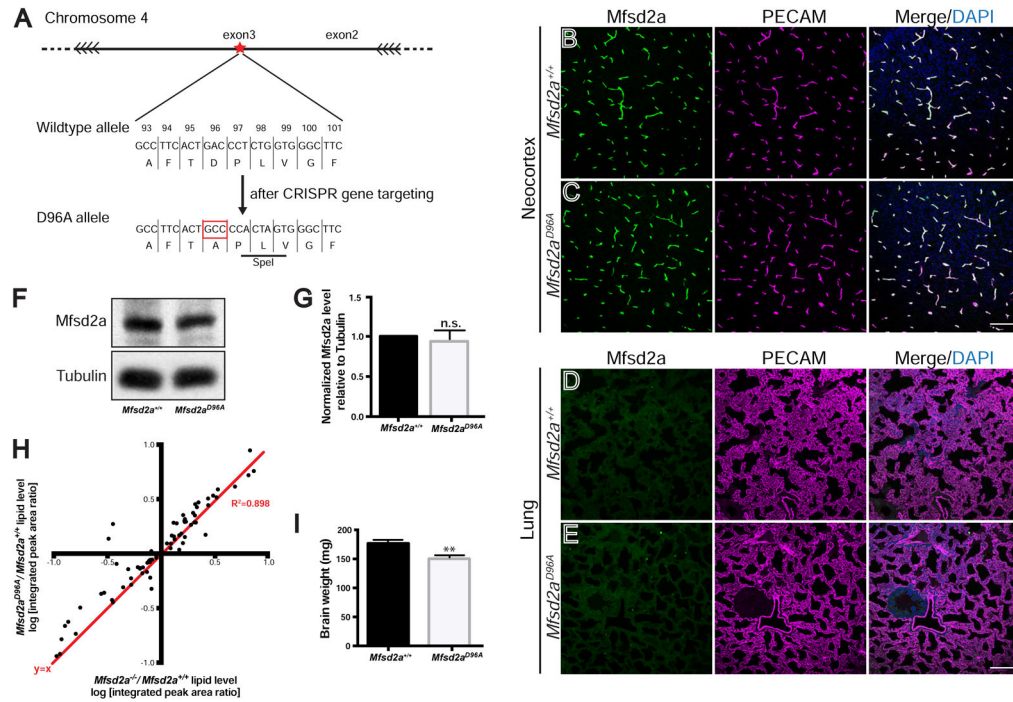 A
Chromosome 4
exon3
exon2
Wildtype allele
93 94 95 96 97 98 99 100 101
GCC TTC ACT GAC CCT CTG GTG GGC TTC
A F T D P L V G F
after CRISPR gene targeting
D96A allele
GCC TTC ACT GCC CCA CTA GTG GGC TTC
A F T A P L V G F
SpeI
Mfsd2a PECAM Merge/DAPI
Neocortex
B
Mfsd2a+/+
C
Mfsd2aD96A
F
Mfsd2a
Tubulin
Mfsd2a+/+ Mfsd2aD96A
G
Normalized Mfsd2a level
relative to Tubulin
1.5
1.0
0.5
0.0
n.s.
Mfsd2a+/+ Mfsd2aD96A
Mfsd2a PECAM Merge/DAPI
Lung
D
Mfsd2a+/+
E
Mfsd2aD96A
H
Mfsd2aD96A/Mfsd2a+/+ lipid level
log [integrated peak area ratio]
1.0
0.5
-0.5
-1.0
-1.0 -0.5 0.5 1.0
R²=0.898
y=x
Mfsd2a-/-/Mfsd2a+/+ lipid level
log [integrated peak area ratio]
I
Brain weight (mg)
200
150
100
50
0
**
Mfsd2a+/+ Mfsd2aD96A